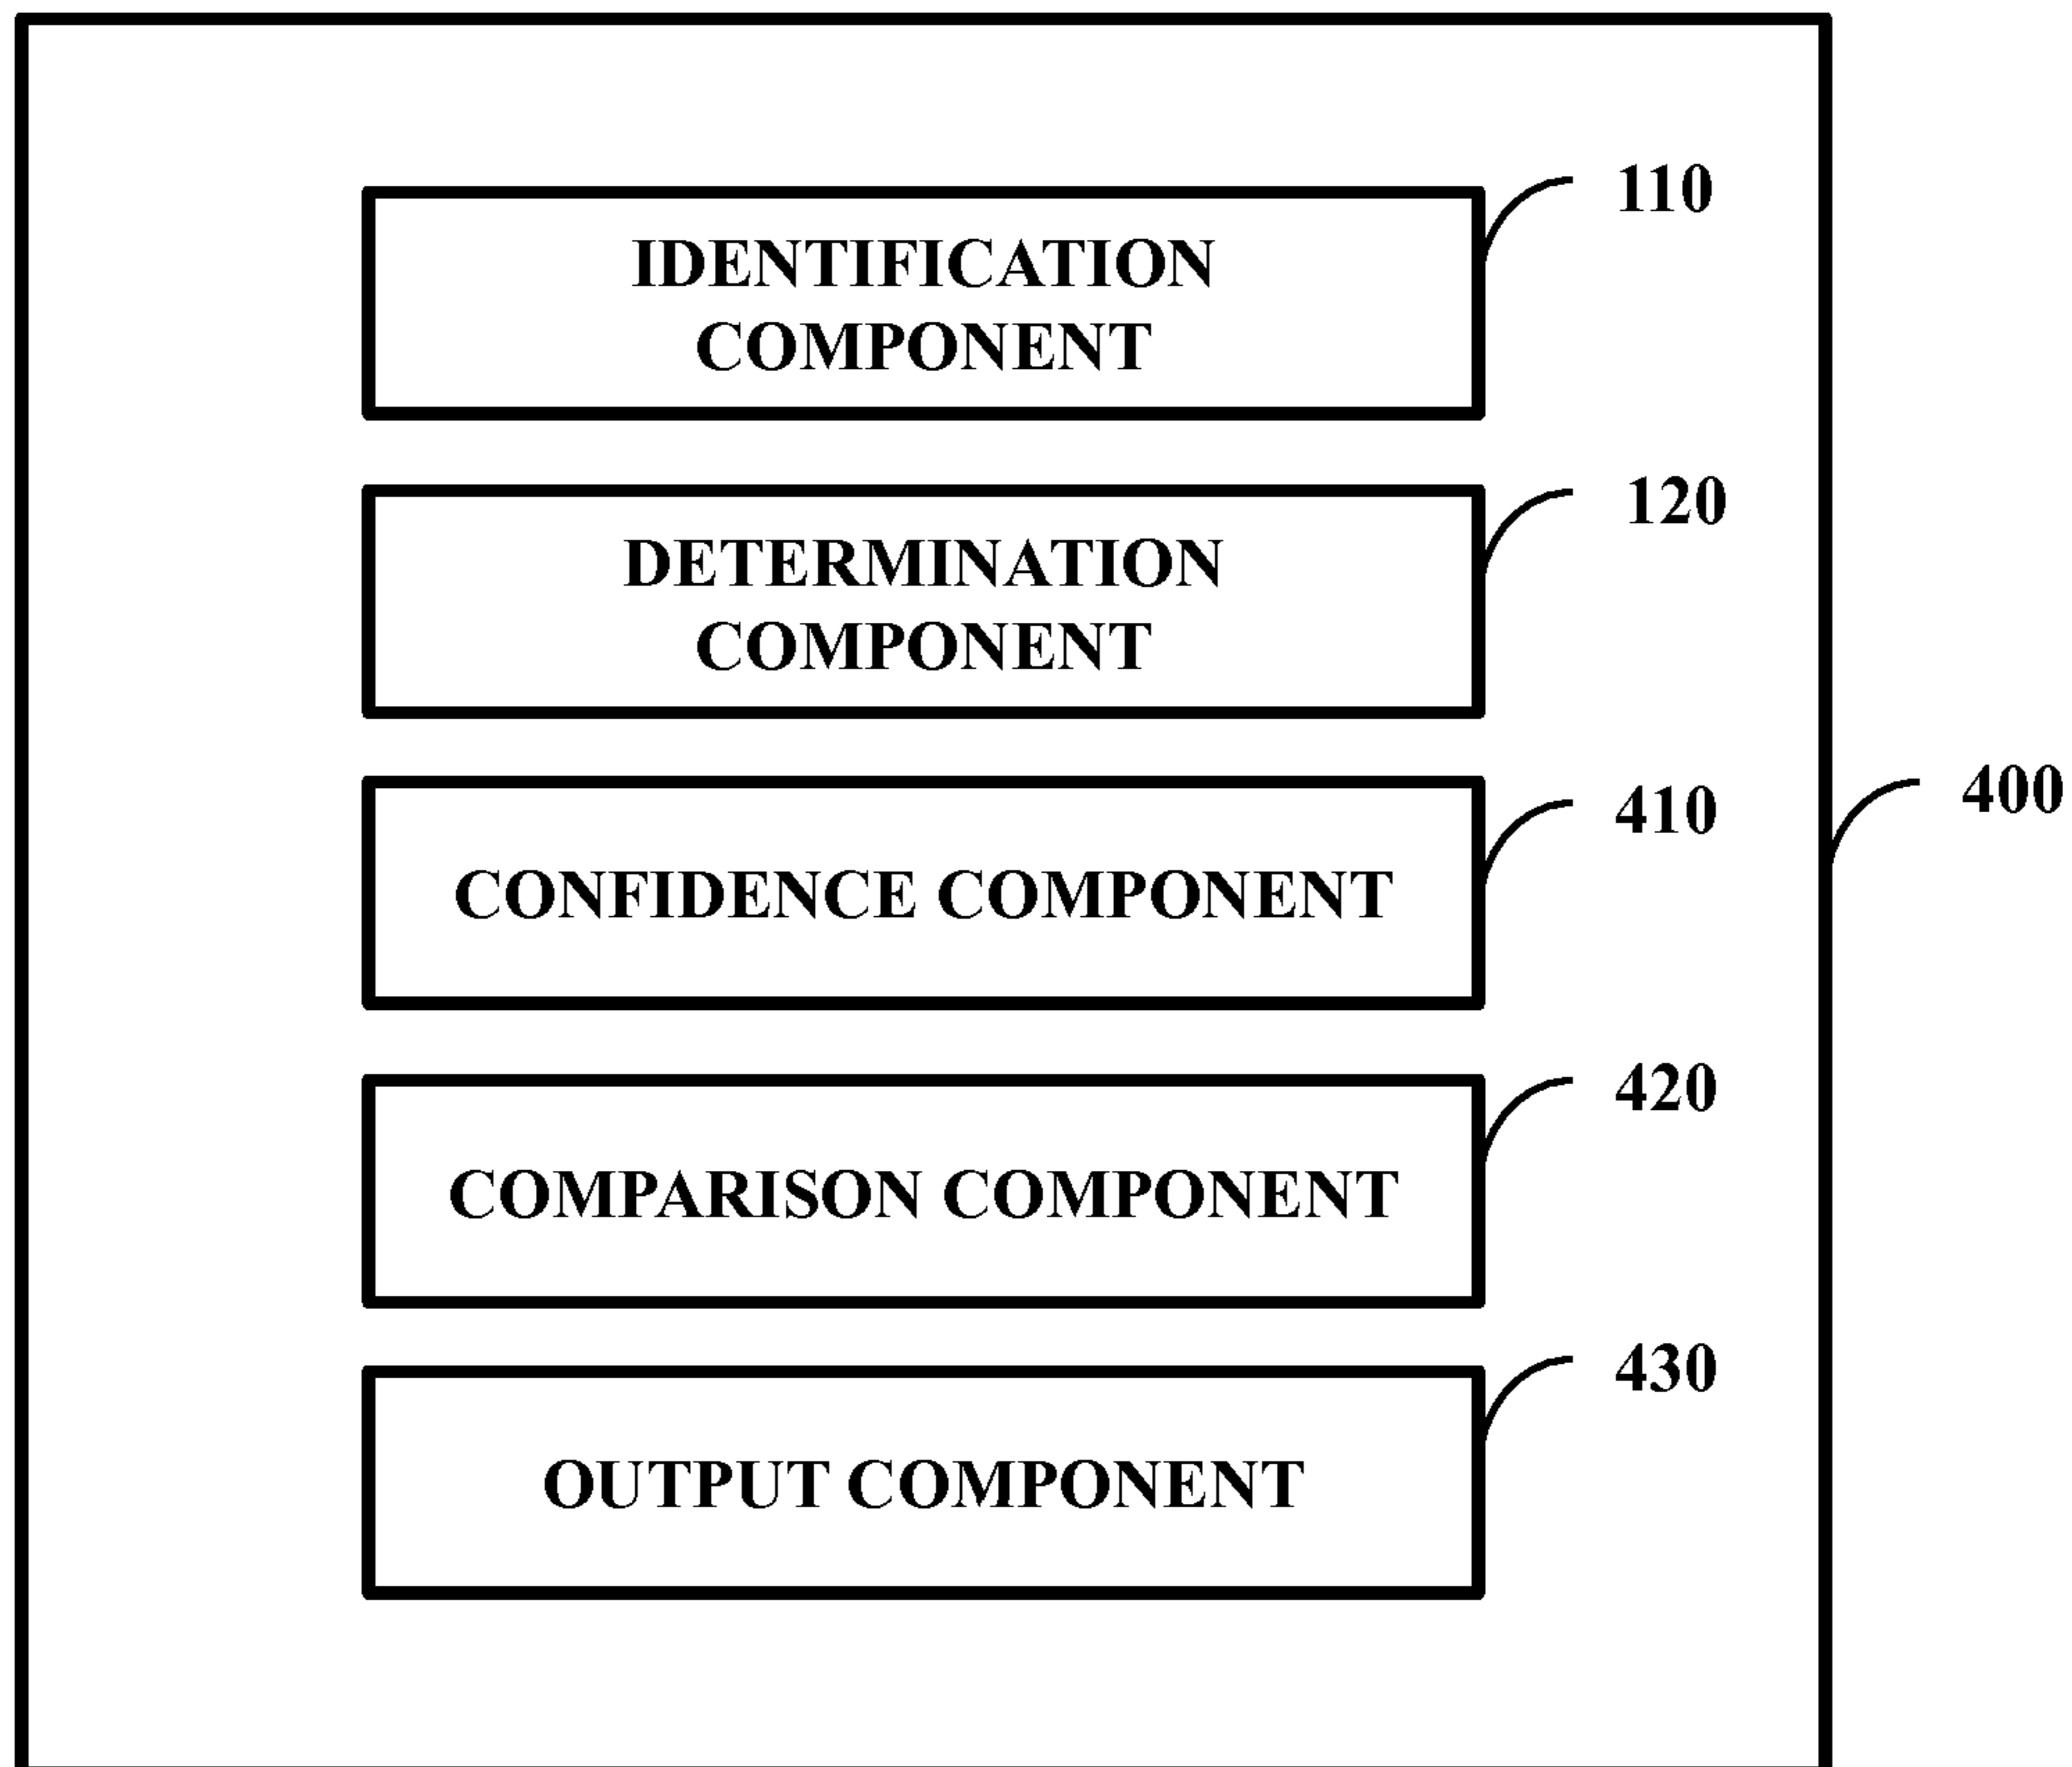 110
IDENTIFICATION
COMPONENT
120
DETERMINATION
COMPONENT
410
400
CONFIDENCE COMPONENT
420
COMPARISON COMPONENT
430
OUTPUT COMPONENT